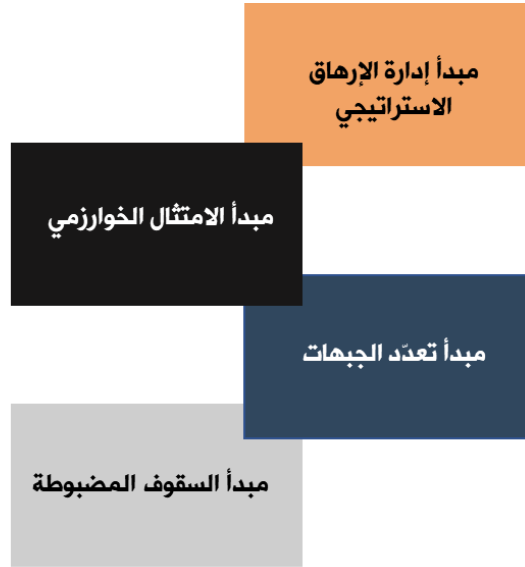 مبدأ إدارة الإرهاق
الاستراتيجي
مبدأ الامتثال الخوارزمي
مبدأ تعدّد الجبهات
مبدأ السقوف المضبوطة